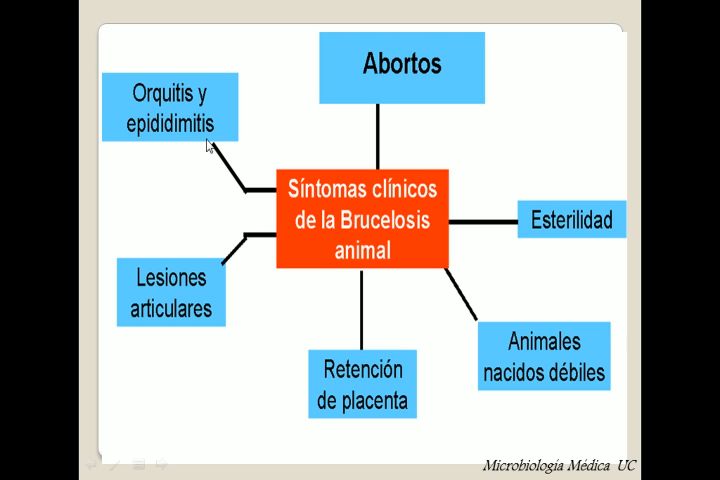 Abortos
Orquitis y
epididimitis
Síntomas clínicos
de la Brucelosis
animal
Esterilidad
Lesiones
articulares
Animales
nacidos débiles
Retención
de placenta
Microbiología Médica UC